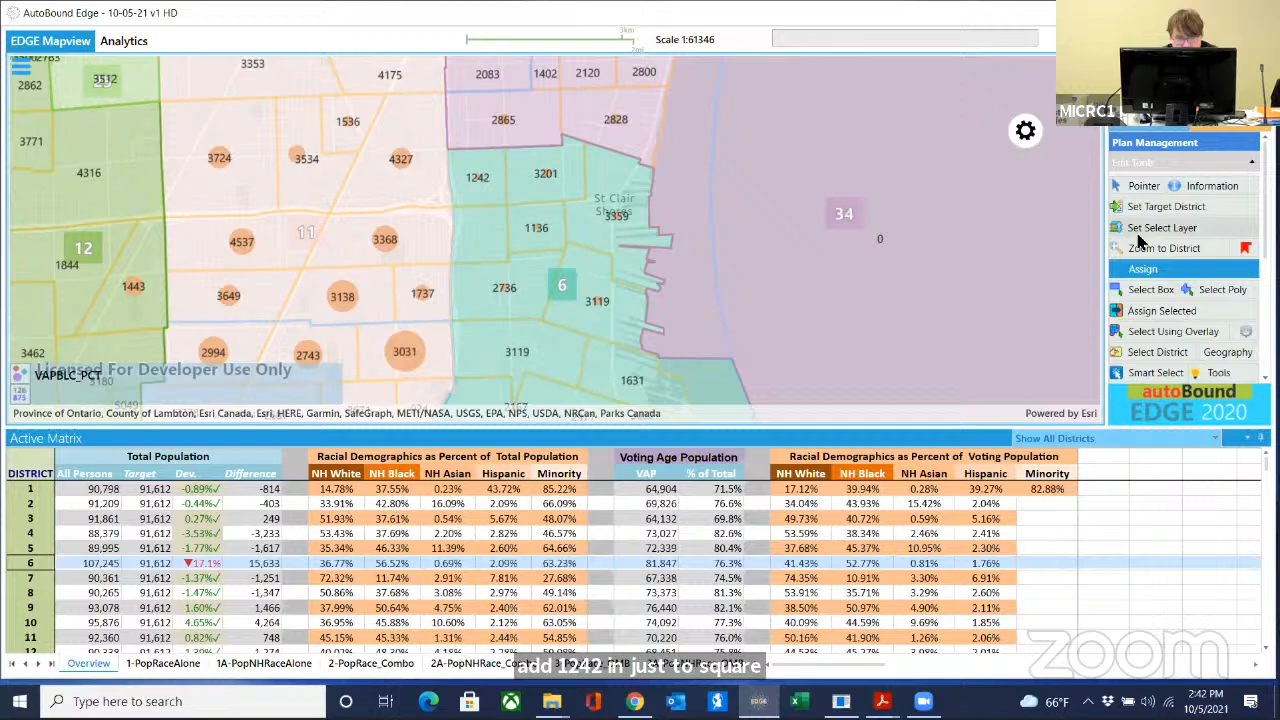 AutoBound Edge - 10-05-21 v1 HD
EDGE Mapview Analytics
3km
2mi
Scale 1:61346
MICRC1
2862 3512 3353 4175 2083 1402 2120 2800
3771 1536 2865 2828
4316 3724 3534 4327 1242 3201
St Clair
Shores
3359
34
0
12 11 1136
4537 3368
1844 1443 3649 3138 1737 2736 6 3119
3462 2994 2743 3031 3119
Licensed For Developer Use Only
VAPBLC_PCT
126
875
5180 1631
Province of Ontario, County of Lambton, Esri Canada, Esri, HERE, Garmin, SafeGraph, METI/NASA, USGS, EPA, NPS, USDA, NRCan, Parks Canada
Powered by Esri
Plan Management
Edit Tools
Pointer Information
Set Target District
Set Select Layer
Zoom to District
Assign
Select Box Select Poly
Assign Selected
Select Using Overlay
Select District Geography
Smart Select Tools
autoBound
EDGE 2020
Active Matrix Show All Districts
Total Population Racial Demographics as Percent of Total Population Voting Age Population Racial Demographics as Percent of Voting Population
DISTRICT All Persons Target Dev. Difference NH White NH Black NH Asian Hispanic Minority VAP % of Total NH White NH Black NH Asian Hispanic Minority
1 90,798 91,612 -0.89%✓ -814 14.78% 37.55% 0.23% 43.72% 85.22% 64,904 71.5% 17.12% 39.94% 0.28% 39.27% 82.88%
2 91,209 91,612 -0.44%✓ -403 33.91% 42.80% 16.09% 2.09% 66.09% 69,826 76.6% 34.04% 43.93% 15.42% 2.04%
3 91,861 91,612 0.27%✓ 249 51.93% 37.61% 0.54% 5.67% 48.07% 64,132 69.8% 49.73% 40.72% 0.59% 5.16%
4 88,379 91,612 -3.53%✓ -3,233 53.43% 37.69% 2.20% 2.82% 46.57% 73,027 82.6% 53.59% 38.34% 2.46% 2.41%
5 89,995 91,612 -1.77%✓ -1,617 35.34% 46.33% 11.39% 2.60% 64.66% 72,339 80.4% 37.68% 45.37% 10.95% 2.30%
6 107,245 91,612 ▼17.1% 15,633 36.77% 56.52% 0.69% 2.09% 63.23% 81,847 76.3% 41.43% 52.77% 0.81% 1.76%
7 90,361 91,612 -1.37%✓ -1,251 72.32% 11.74% 2.91% 7.81% 27.68% 68,951 76.3% 74.35% 10.91% 3.30% 6.91%
8 90,265 91,612 -1.47%✓ -1,347 50.86% 37.68% 3.08% 2.97% 49.14% 73,373 81.3% 53.91% 35.71% 3.29% 2.60%
9 93,078 91,612 1.60%✓ 1,466 37.99% 50.64% 4.75% 2.40% 62.01% 76,440 82.1% 38.50% 50.97% 4.90% 2.11%
10 95,876 91,612 4.65%✓ 4,264 36.95% 45.88% 10.60% 2.12% 63.05% 74,092 77.3% 40.09% 44.59% 9.69% 1.85%
11 92,360 91,612 0.82%✓ 748 45.15% 45.33% 1.31% 2.44% 54.85% 70,220 76.0% 50.16% 41.90% 1.26% 2.06%
Overview 1-PopRaceAlone 1A-PopNHRaceAlone 2-PopRace_Combo
add 1242 in just to square
zoom
Type here to search
66°F
2:42 PM
10/5/2021